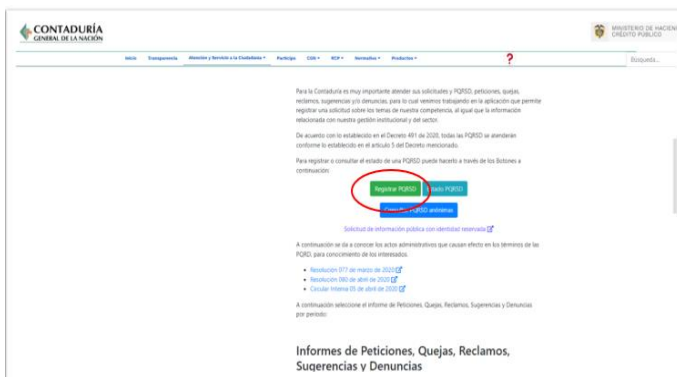 CONTADURÍA
GENERAL DE LA NACIÓN
MINISTERIO DE HACIEN
CRÉDITO PÚBLICO
Inicio Transparencia Atención y Servicio a la Ciudadanía Participa CGN RCP Normativa Productos ? Búsqueda...
Para la Contaduría es muy importante atender sus solicitudes y PQRSD, peticiones, quejas,
reclamos, sugerencias y/o denuncias, para lo cual venimos trabajando en la aplicación que permite
registrar una solicitud sobre los temas de nuestra competencia, al igual que la información
relacionada con nuestra gestión institucional y del sector.
De acuerdo con lo establecido en el Decreto 491 de 2020, todas las PQRSD se atenderán
conforme lo establecido en el artículo 5 del Decreto mencionado.
Para registrar o consultar el estado de una PQRSD puede hacerlo a través de los Botones a
continuación:
Registrar PQRSD Estado PQRSD
Consultar PQRSD anónimas
Solicitud de información pública con identidad reservada
A continuación se da a conocer los actos administrativos que causan efecto en los términos de las
PQRD, para conocimiento de los interesados.
Resolución 077 de marzo de 2020
Resolución 080 de abril de 2020
Circular Interna 05 de abril de 2020
A continuación seleccione el informe de Peticiones, Quejas, Reclamos, Sugerencias y Denuncias
por periodo:
Informes de Peticiones, Quejas, Reclamos,
Sugerencias y Denuncias